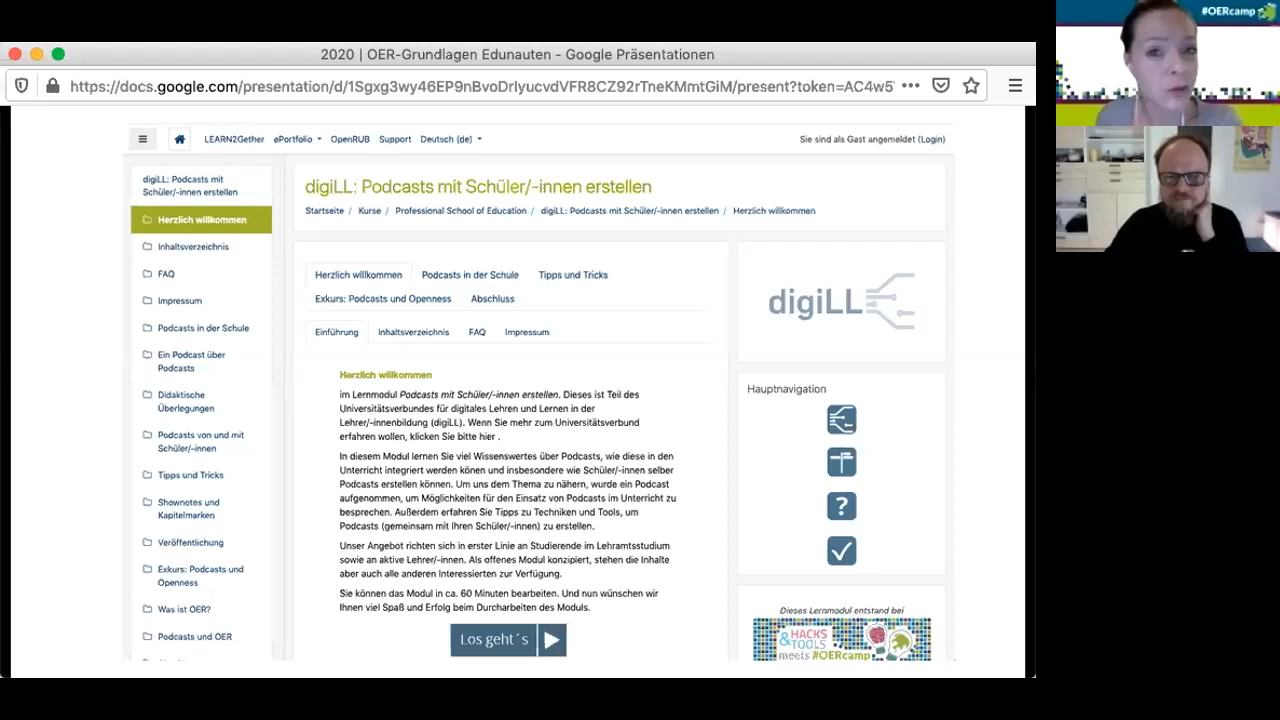 #OERcamp
2020 | OER-Grundlagen Edunauten - Google Präsentationen
https://docs.google.com/presentation/d/1Sgxg3wy46EP9nBvoDrIyucvdVFR8CZ92rTneKMmtGiM/present?token=AC4w5
LEARN2Gether ePortfolio OpenRUB Support Deutsch (de)
Sie sind als Gast angemeldet (Login)
digiLL: Podcasts mit
Schüler/-innen erstellen
Herzlich willkommen
Inhaltsverzeichnis
FAQ
Impressum
Podcasts in der Schule
Ein Podcast über
Podcasts
Didaktische
Überlegungen
Podcasts von und mit
Schüler/-innen
Tipps und Tricks
Shownotes und
Kapitelmarken
Veröffentlichung
Exkurs: Podcasts und
Openness
Was ist OER?
Podcasts und OER
digiLL: Podcasts mit Schüler/-innen erstellen
Startseite / Kurse / Professional School of Education / digiLL: Podcasts mit Schüler/-innen erstellen / Herzlich willkommen
Herzlich willkommen Podcasts in der Schule Tipps und Tricks
Exkurs: Podcasts und Openness Abschluss
Einführung Inhaltsverzeichnis FAQ Impressum
Herzlich willkommen
im Lernmodul Podcasts mit Schüler/-innen erstellen. Dieses ist Teil des
Universitätsverbundes für digitales Lehren und Lernen in der
Lehrer/-innenbildung (digiLL). Wenn Sie mehr zum Universitätsverbund
erfahren wollen, klicken Sie bitte hier .
In diesem Modul lernen Sie viel Wissenswertes über Podcasts, wie diese in den
Unterricht integriert werden könen und insbesondere wie Schüler/-innen selber
Podcasts erstellen können. Um uns dem Thema zu nähern, wurde ein Podcast
aufgenommen, um Möglichkeiten für den Einsatz von Podcasts im Unterricht zu
besprechen. Außerdem erfahren Sie Tipps zu Techniken und Tools, um
Podcasts (gemeinsam mit Ihren Schüler/-innen) zu erstellen.
Unser Angebot richten sich in erster Linie an Studierende im Lehramtsstudium
sowie an aktive Lehrer/-innen. Als offenes Modul konzipiert, stehen die Inhalte
aber auch alle anderen Interessierten zur Verfügung.
Sie können das Modul in ca. 60 Minuten bearbeiten. Und nun wünschen wir
Ihnen viel Spaß und Erfolg beim Durcharbeiten des Moduls.
Los geht´s
digiLL
Hauptnavigation
?
Dieses Lernmodul entstand bei
HACKS
&TOOLS
meets #OERcamp